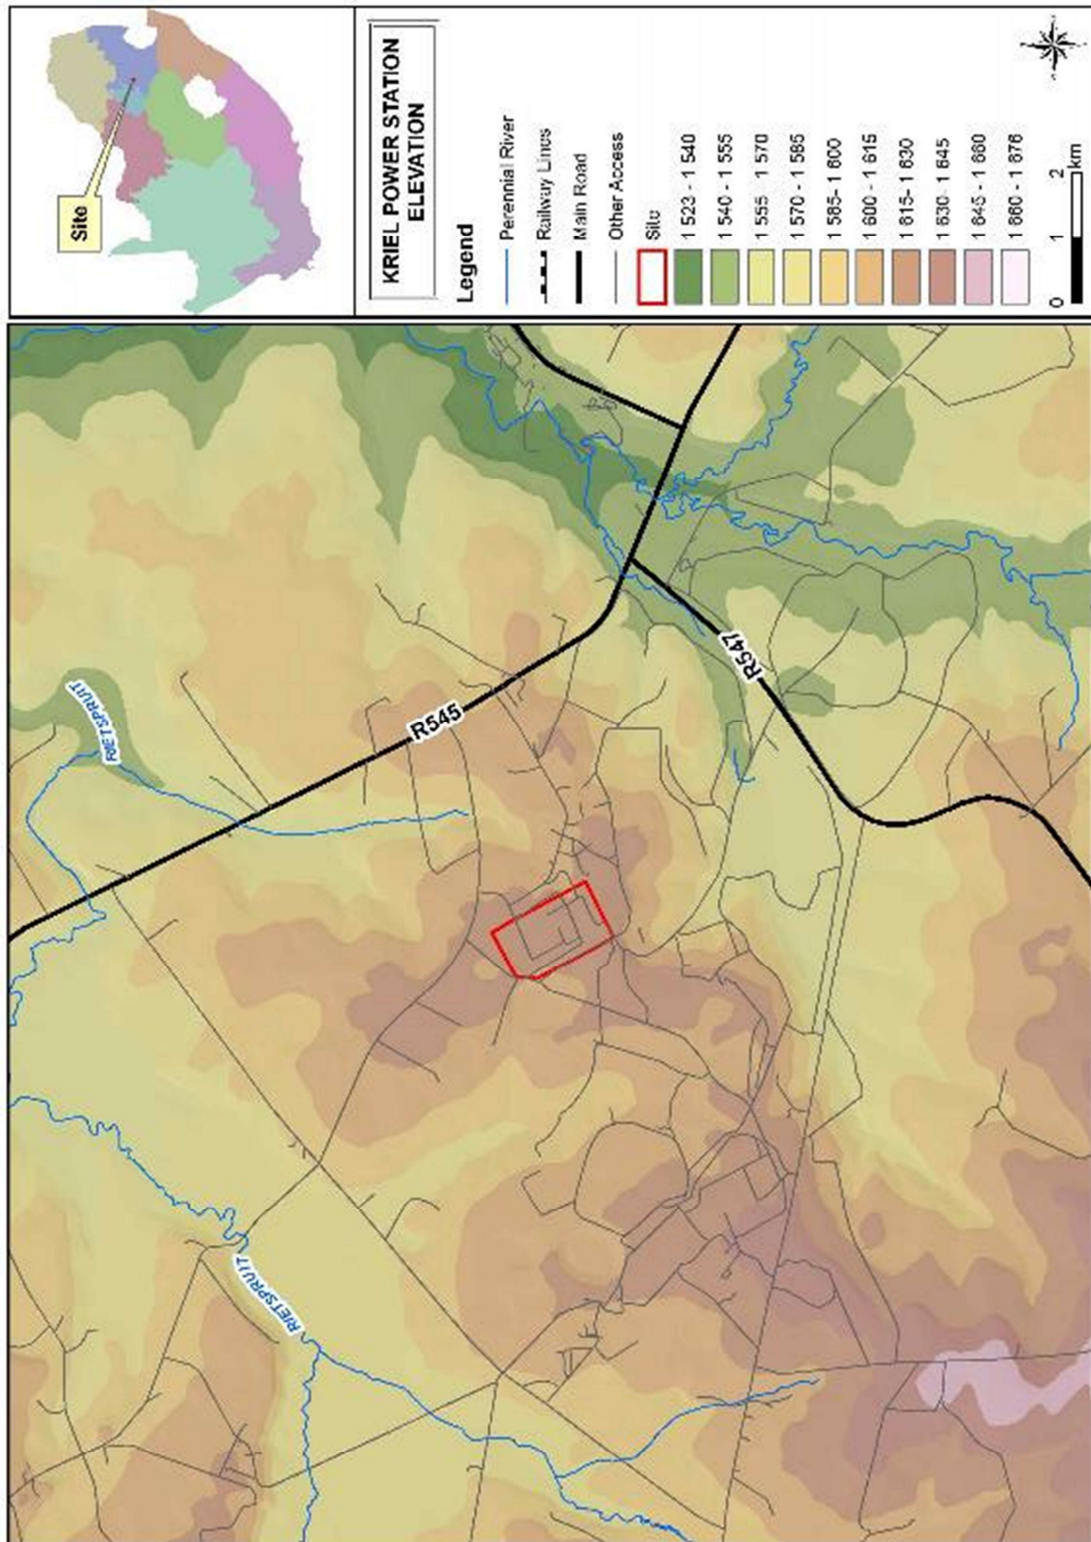 Site
KRIEL POWER STATION
ELEVATION
Legend
Perennial River
Railway Lines
Main Road
Other Access
Site
1 523 - 1 540
1 540 - 1 555
1 555 - 1 570
1 570 - 1 585
1 585- 1 600
1 600 - 1 615
1 615- 1 630
1 630- 1 645
1 645 - 1 660
1 660 - 1 676
0 1 2
km
RIETSPRUIT
R545
R547
RIETSPRUIT